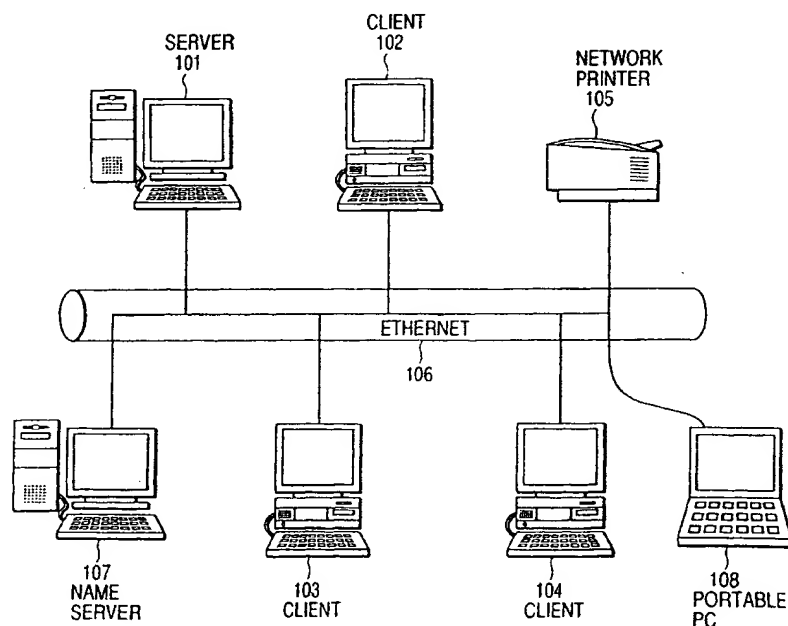 SERVER
101
CLIENT
102
NETWORK
PRINTER
105
ETHERNET
106
107
NAME
SERVER
103
CLIENT
104
CLIENT
108
PORTABLE
PC